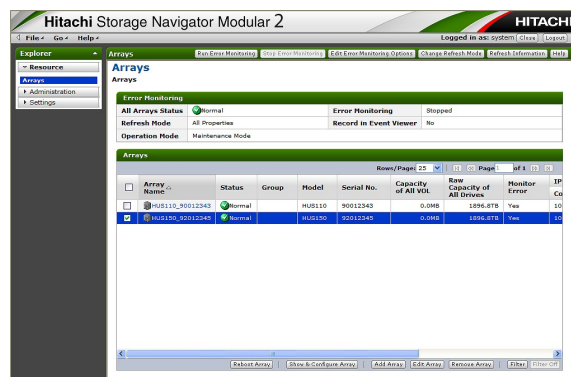 Hitachi Storage Navigator Modular 2
HITACHI
File Go Help
Logged in as: system Close Logout
Explorer
Resource
Arrays
Administration
Settings
Arrays Run Error Monitoring Stop Error Monitoring Edit Error Monitoring Options Change Refresh Mode Refresh Information Help
Arrays
Arrays
Error Monitoring
All Arrays Status Normal Error Monitoring Stopped
Refresh Mode All Properties Record in Event Viewer No
Operation Mode Maintenance Mode
Arrays
Rows/Page: 25 Page 1 of 1
Array Name Status Group Model Serial No. Capacity of All VOL Raw Capacity of All Drives Monitor Error IP Co
HUS110_90012343 Normal HUS110 90012343 0.0MB 1896.8TB Yes 10
HUS150_92012345 Normal HUS150 92012345 0.0MB 1896.8TB Yes 10
Reboot Array Show & Configure Array Add Array Edit Array Remove Array Filter Filter Off